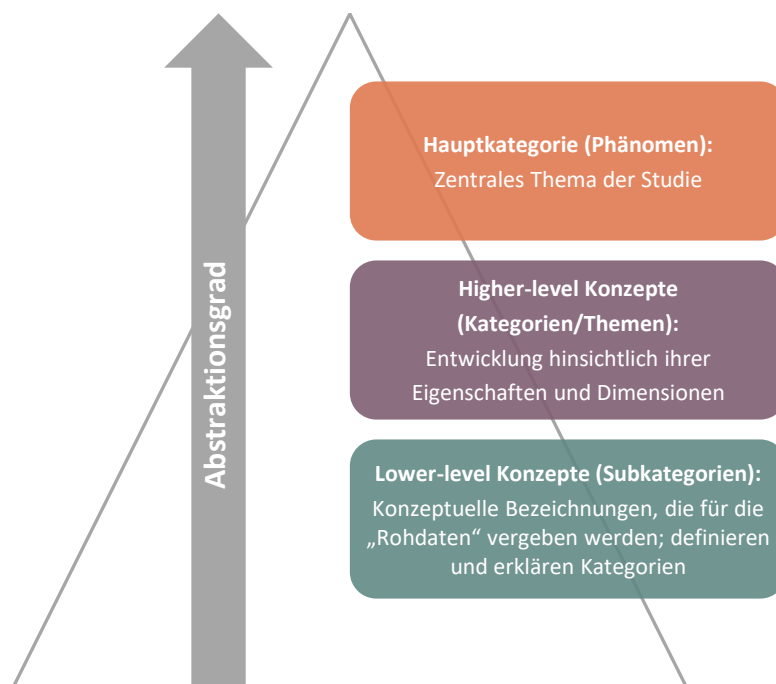 Abstraktionsgrad
Hauptkategorie (Phänomen):
Zentrales Thema der Studie
Higher-level Konzepte
(Kategorien/Themen):
Entwicklung hinsichtlich ihrer
Eigenschaften und Dimensionen
Lower-level Konzepte (Subkategorien):
Konzeptuelle Bezeichnungen, die für die
„Rohdaten“ vergeben werden; definieren
und erklären Kategorien